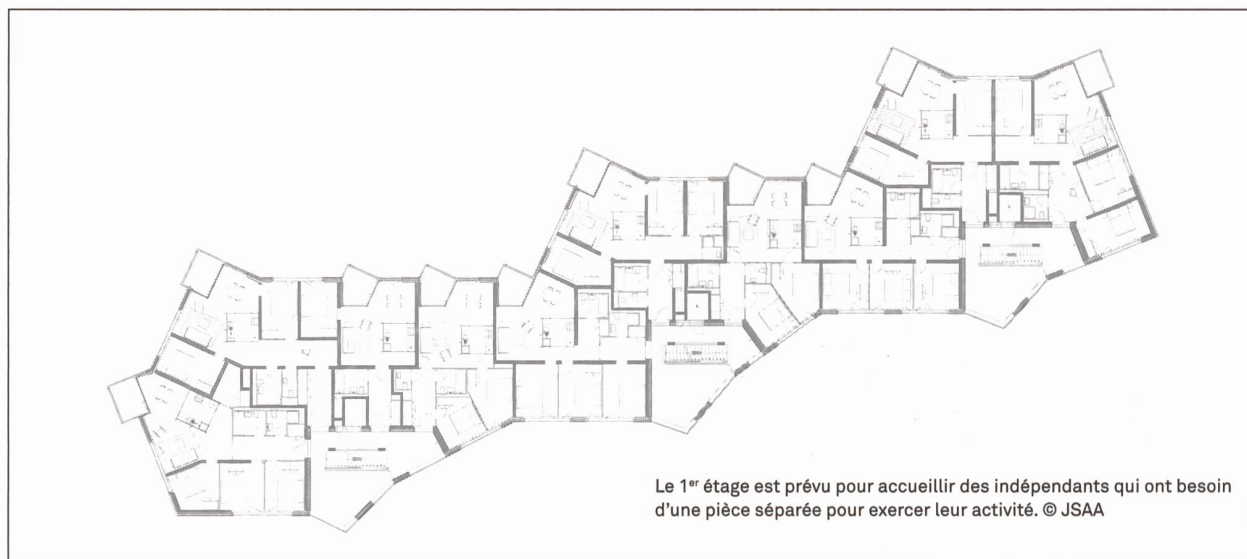 Le 1er étage est prévu pour accueillir des indépendants qui ont besoin
d'une pièce séparée pour exercer leur activité. © JSAA